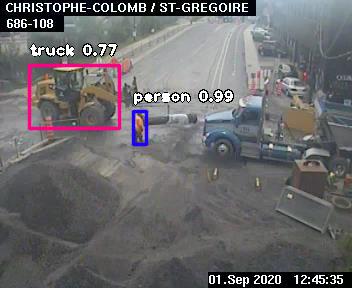 CHRISTOPHE-COLOMB / ST-GREGOIRE
686-108
truck 0.77
person 0.99
01.Sep 2020 12:45:35